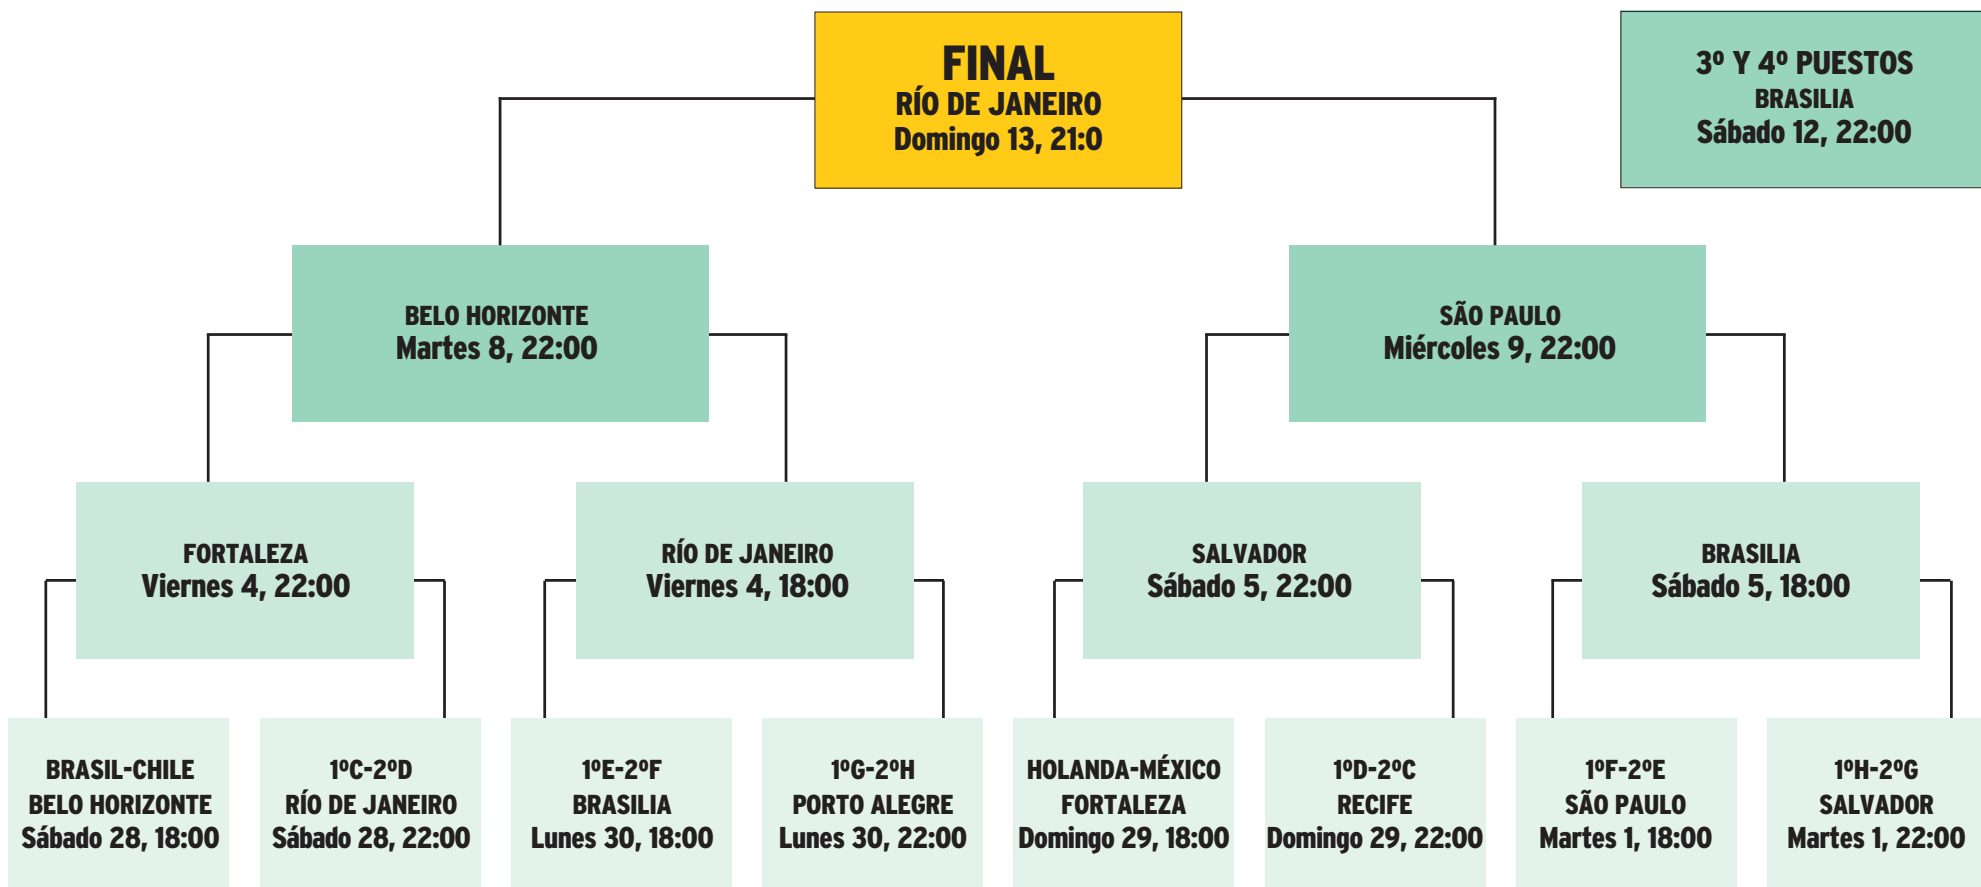 FINAL
RÍO DE JANEIRO
Domingo 13, 21:0
3º Y 4º PUESTOS
BRASILIA
Sábado 12, 22:00
BELO HORIZONTE
Martes 8, 22:00
SÃO PAULO
Miércoles 9, 22:00
FORTALEZA
Viernes 4, 22:00
RÍO DE JANEIRO
Viernes 4, 18:00
SALVADOR
Sábado 5, 22:00
BRASILIA
Sábado 5, 18:00
BRASIL-CHILE
BELO HORIZONTE
Sábado 28, 18:00
1ºC-2ºD
RÍO DE JANEIRO
Sábado 28, 22:00
1ºE-2ºF
BRASILIA
Lunes 30, 18:00
1ºG-2ºH
PORTO ALEGRE
Lunes 30, 22:00
HOLANDA-MÉXICO
FORTALEZA
Domingo 29, 18:00
1ºD-2ºC
RECIFE
Domingo 29, 22:00
1ºF-2ºE
SÃO PAULO
Martes 1, 18:00
1ºH-2ºG
SALVADOR
Martes 1, 22:00